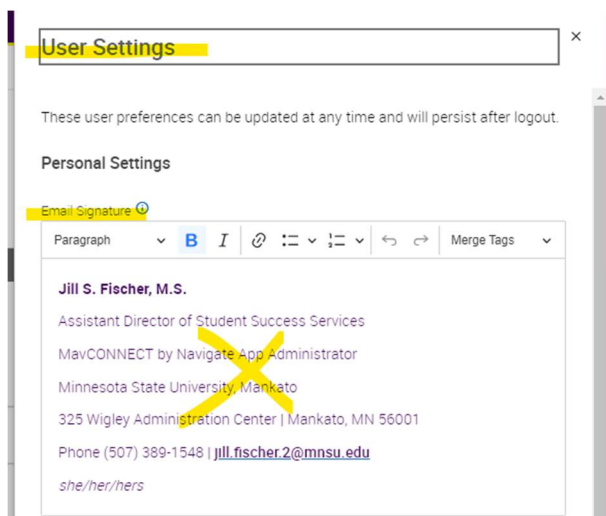 User Settings
These user preferences can be updated at any time and will persist after logout.
Personal Settings
Email Signature
Paragraph B I Merge Tags
Jill S. Fischer, M.S.
Assistant Director of Student Success Services
MavCONNECT by Navigate App Administrator
Minnesota State University, Mankato
325 Wigley Administration Center | Mankato, MN 56001
Phone (507) 389-1548 | jill.fischer.2@mnsu.edu
she/her/hers